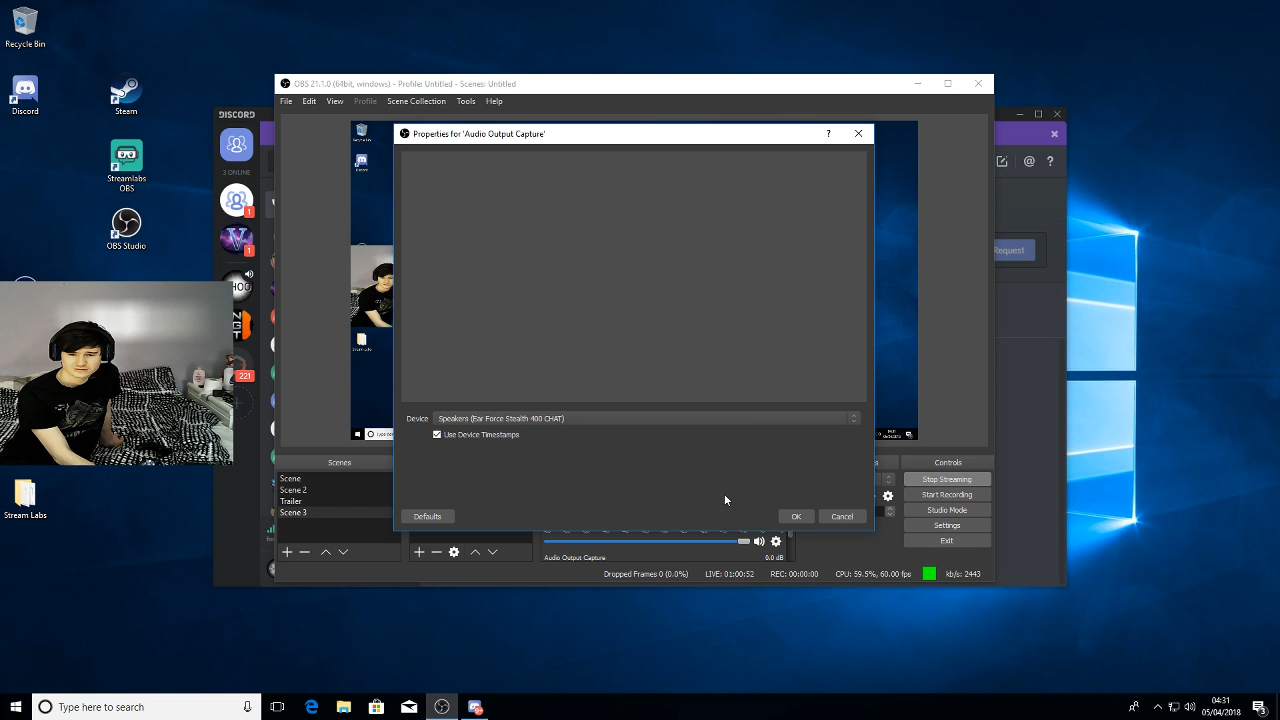 Recycle Bin
Discord
Steam
Streamlabs
OBS
OBS Studio
Stream Labs
DISCORD
3 ONLINE
1
1
221
Request
OBS 21.1.0 (64bit, windows) - Profile: Untitled - Scenes: Untitled
File Edit View Profile Scene Collection Tools Help
Properties for 'Audio Output Capture'
Device Speakers (Ear Force Stealth 400 CHAT)
Use Device Timestamps
Defaults OK Cancel
Scenes
Scene
Scene 2
Trailer
Scene 3
Controls
Stop Streaming
Start Recording
Studio Mode
Settings
Exit
Audio Output Capture 0.0 dB
Dropped Frames 0 (0.0%) LIVE: 01:00:52 REC: 00:00:00 CPU: 59.5%, 60.00 fps kb/s: 2443
Type here to search
04:31
05/04/2018
3